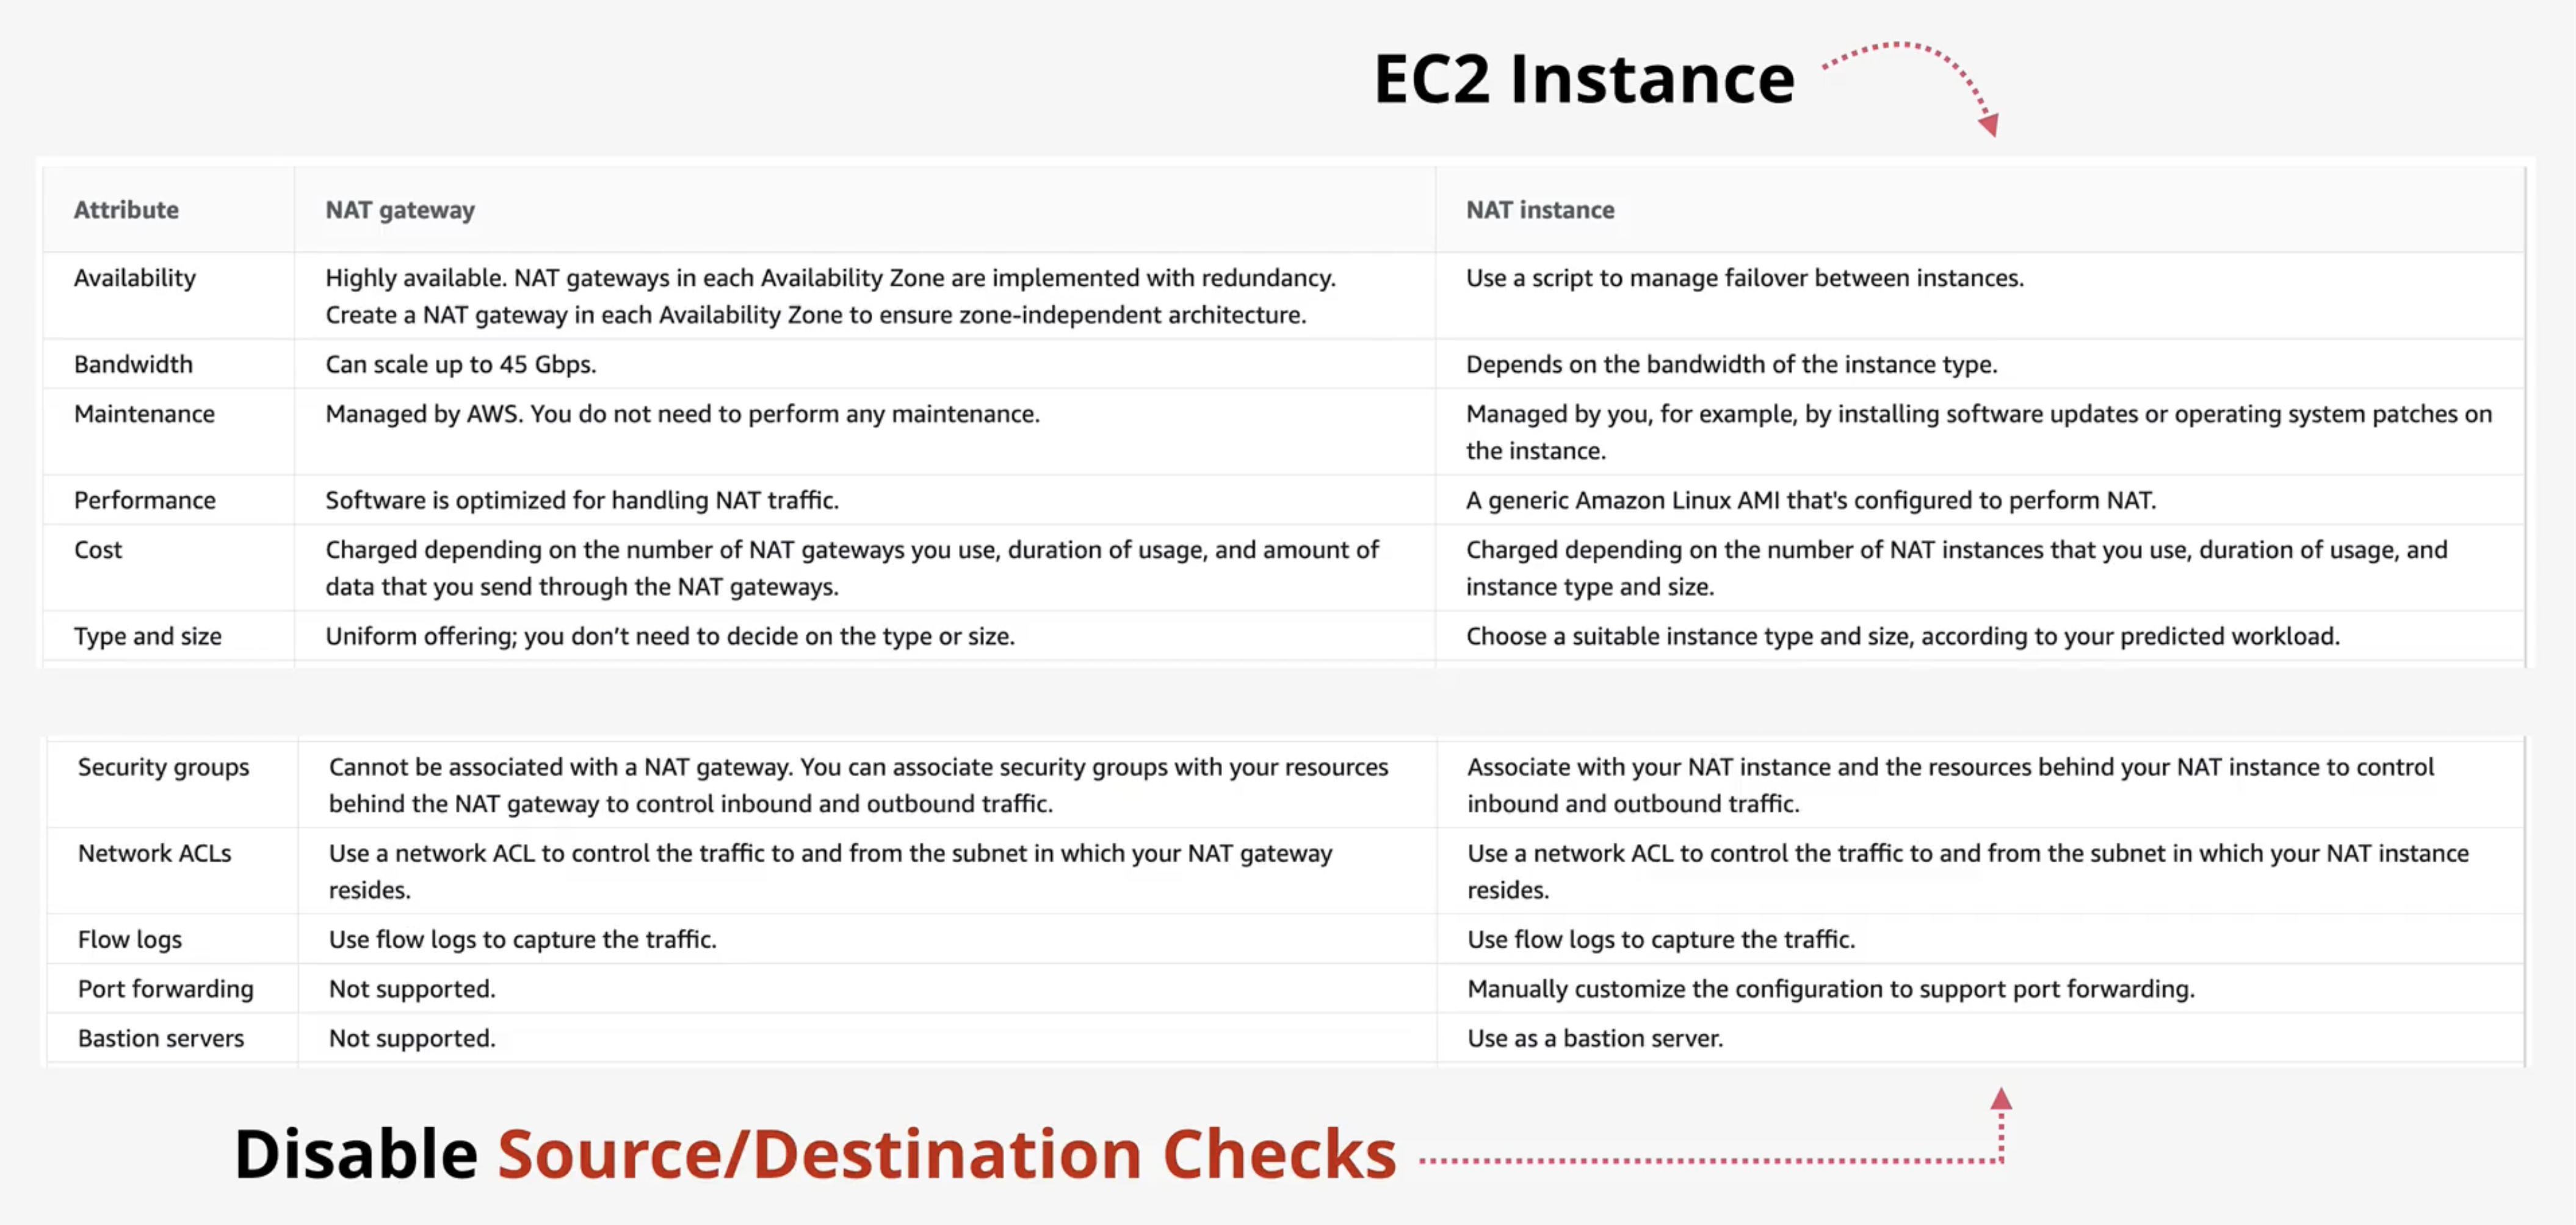 EC2 Instance
Attribute
NAT gateway
NAT instance
Availability
Highly available. NAT gateways in each Availability Zone are implemented with redundancy.
Create a NAT gateway in each Availability Zone to ensure zone-independent architecture.
Use a script to manage failover between instances.
Bandwidth
Can scale up to 45 Gbps.
Depends on the bandwidth of the instance type.
Maintenance
Managed by AWS. You do not need to perform any maintenance.
Managed by you, for example, by installing software updates or operating system patches on
the instance.
Performance
Software is optimized for handling NAT traffic.
A generic Amazon Linux AMI that's configured to perform NAT.
Cost
Charged depending on the number of NAT gateways you use, duration of usage, and amount of
data that you send through the NAT gateways.
Charged depending on the number of NAT instances that you use, duration of usage, and
instance type and size.
Type and size
Uniform offering; you don’t need to decide on the type or size.
Choose a suitable instance type and size, according to your predicted workload.
Security groups
Cannot be associated with a NAT gateway. You can associate security groups with your resources
behind the NAT gateway to control inbound and outbound traffic.
Associate with your NAT instance and the resources behind your NAT instance to control
inbound and outbound traffic.
Network ACLs
Use a network ACL to control the traffic to and from the subnet in which your NAT gateway
resides.
Use a network ACL to control the traffic to and from the subnet in which your NAT instance
resides.
Flow logs
Use flow logs to capture the traffic.
Use flow logs to capture the traffic.
Port forwarding
Not supported.
Manually customize the configuration to support port forwarding.
Bastion servers
Not supported.
Use as a bastion server.
Disable Source/Destination Checks